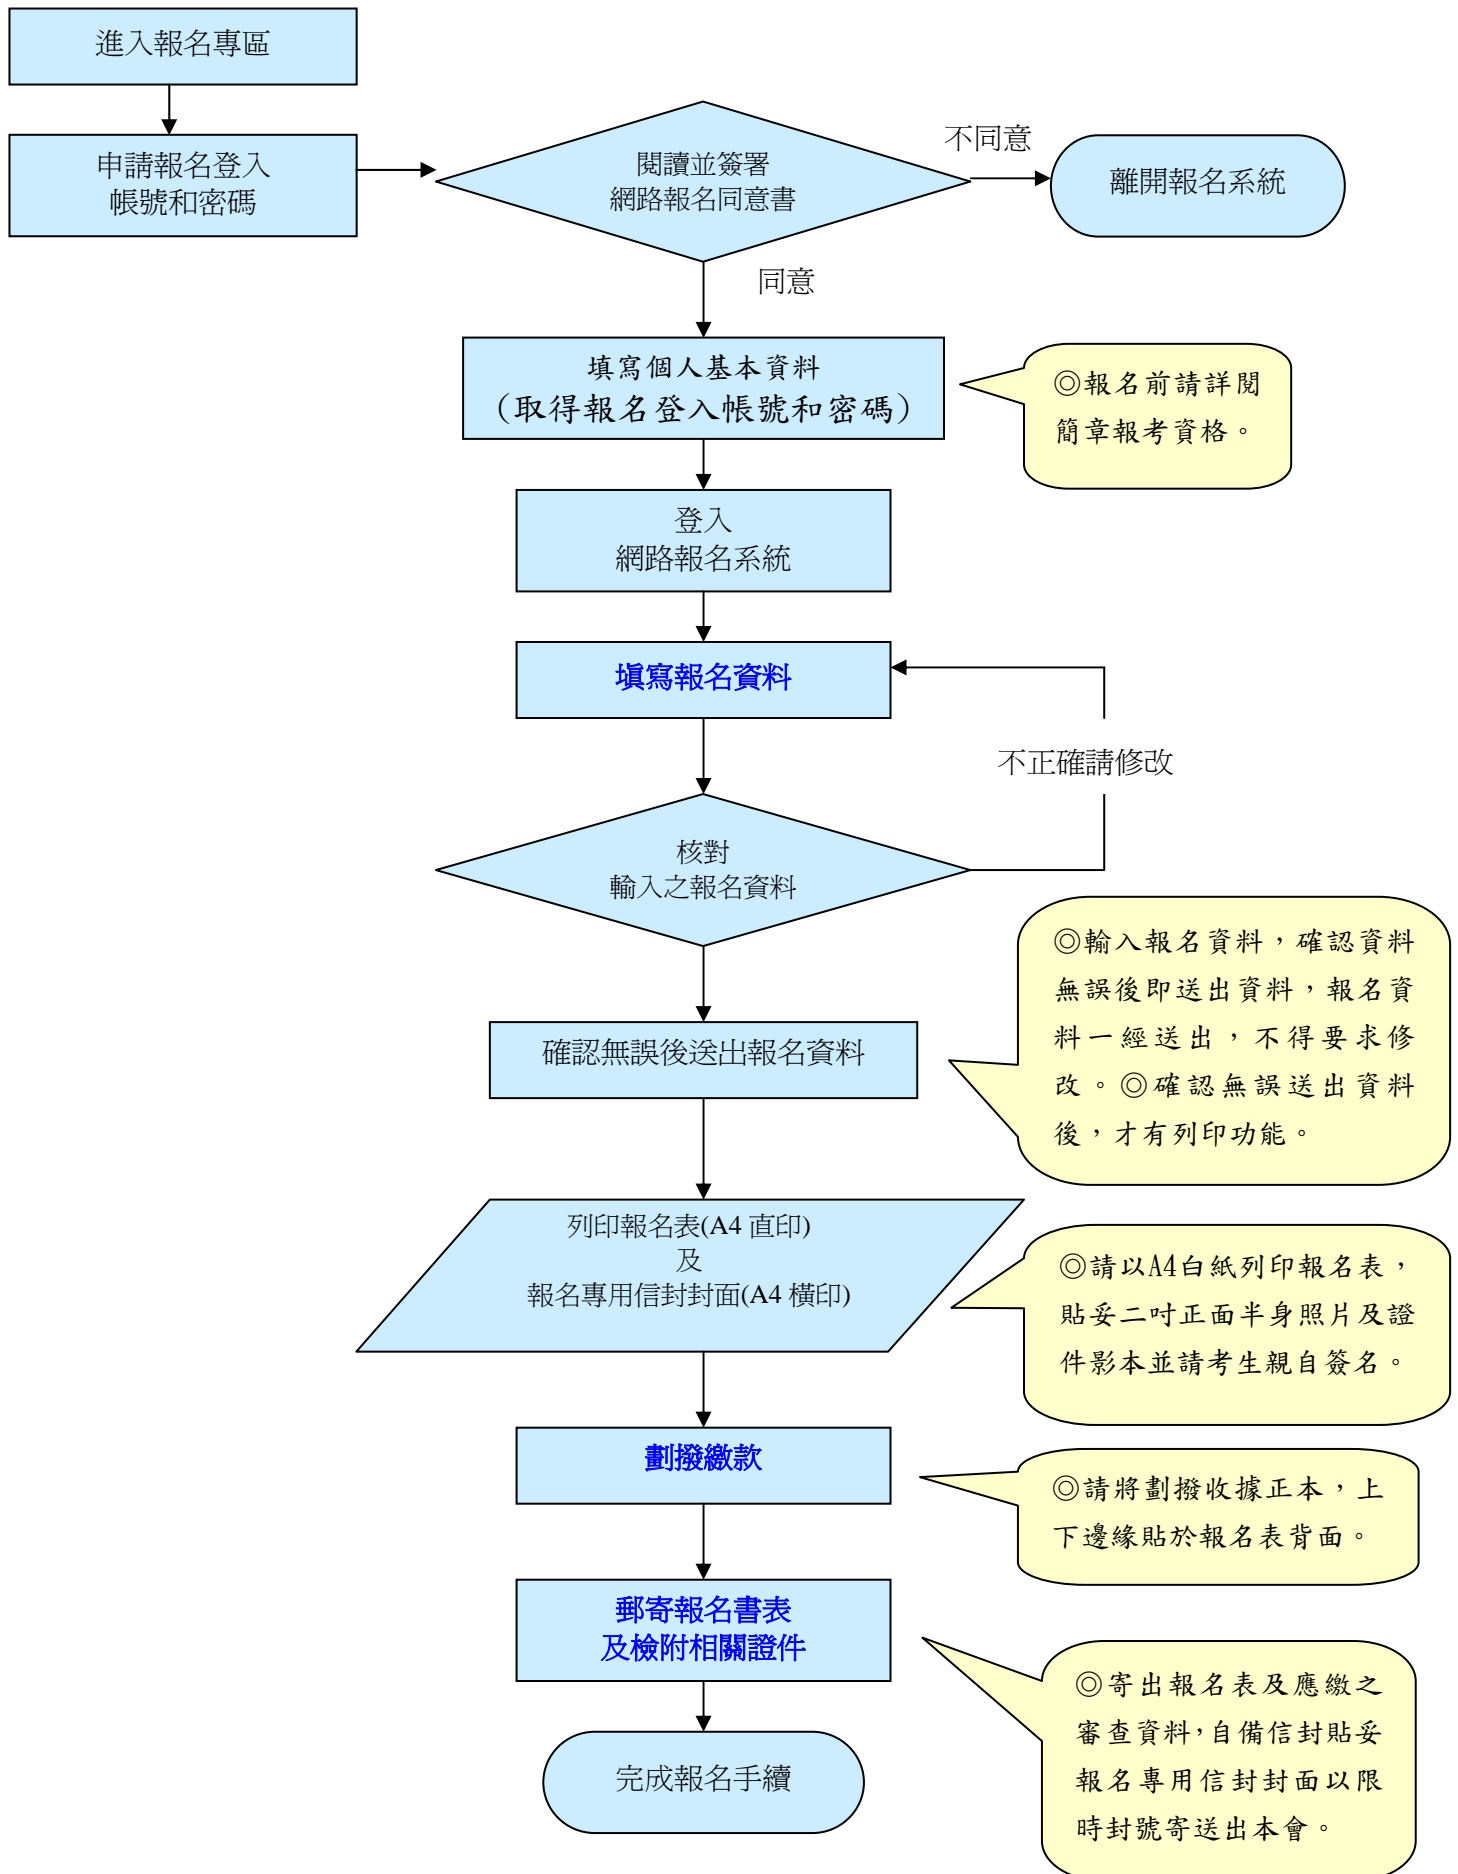 進入報名專區
申請報名登入
帳號和密碼
閱讀並簽署
網路報名同意書
不同意
離開報名系統
同意
填寫個人基本資料
（取得報名登入帳號和密碼）
◎報名前請詳閱
簡章報考資格。
登入
網路報名系統
填寫報名資料
不正確請修改
核對
輸入之報名資料
◎輸入報名資料，確認資料
無誤後即送出資料，報名資
料一經送出，不得要求修
改。◎確認無誤送出資料
後，才有列印功能。
確認無誤後送出報名資料
列印報名表(A4 直印)
及
報名專用信封封面(A4 橫印)
◎請以A4白紙列印報名表，
貼妥二吋正面半身照片及證
件影本並請考生親自簽名。
劃撥繳款
◎請將劃撥收據正本，上
下邊緣貼於報名表背面。
郵寄報名書表
及檢附相關證件
◎寄出報名表及應繳之
審查資料，自備信封貼妥
報名專用信封封面以限
時封號寄送出本會。
完成報名手續